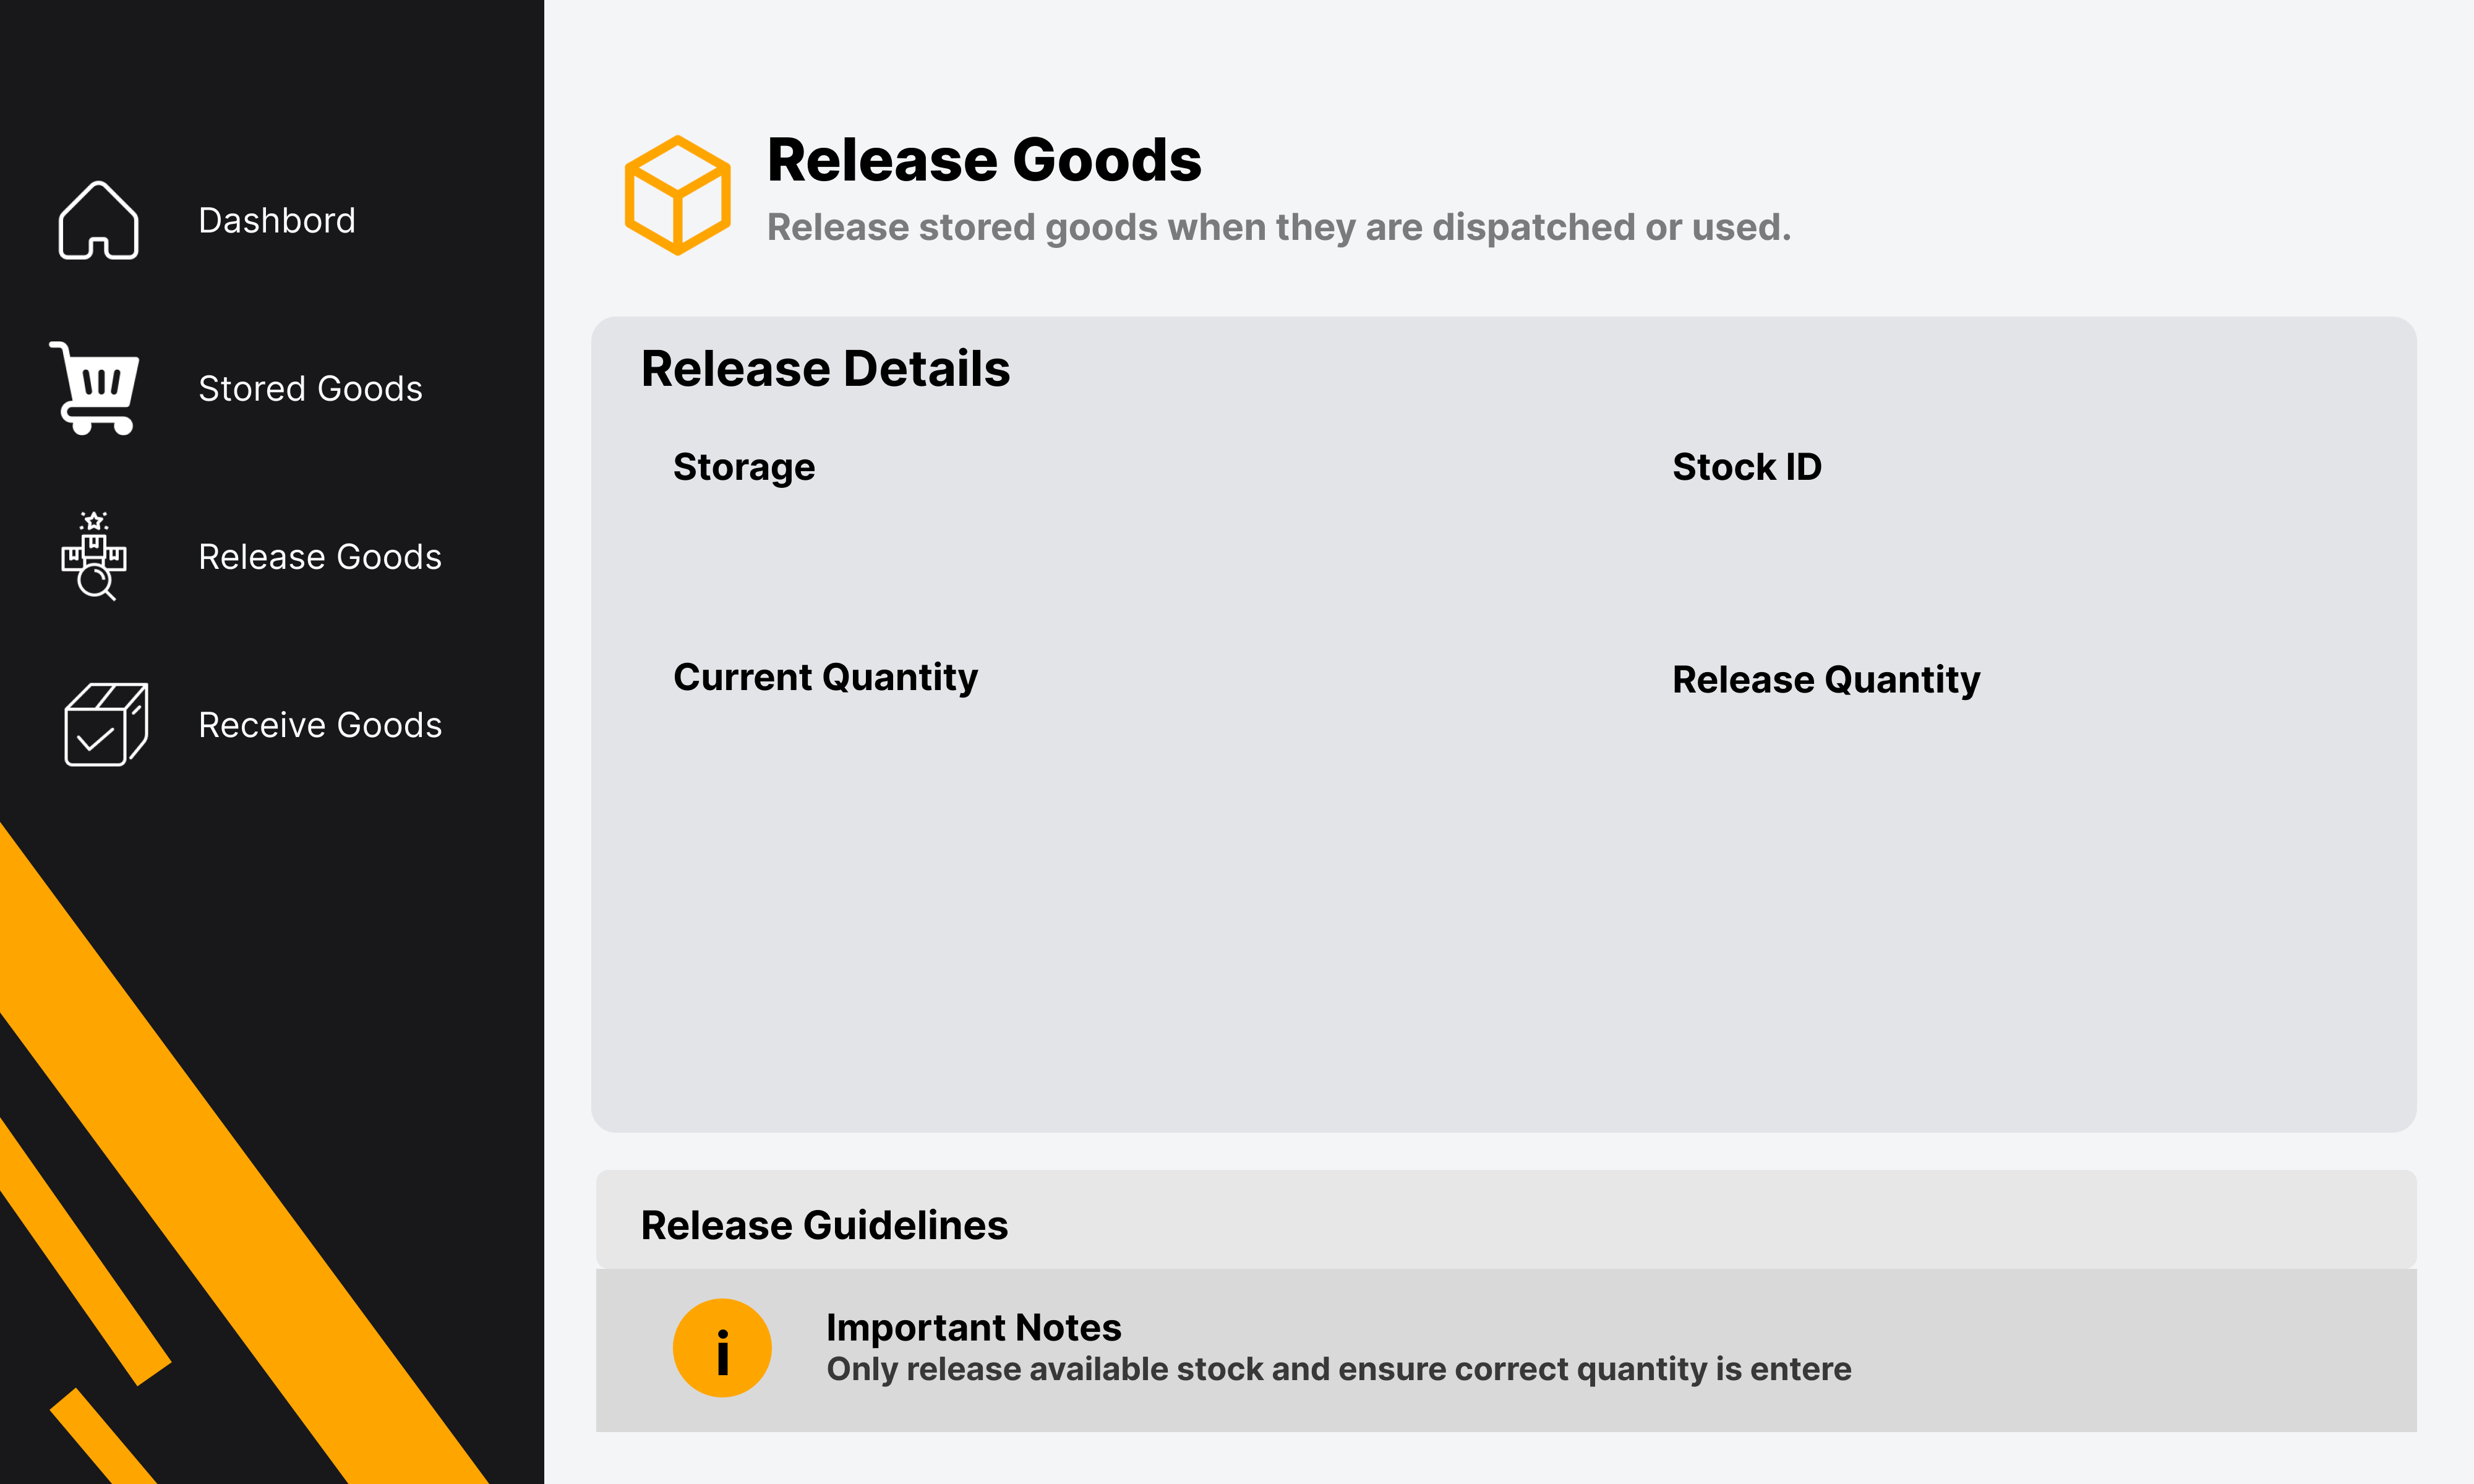 Dashbord
Stored Goods
Release Goods
Receive Goods
Release Goods
Release stored goods when they are dispatched or used.
Release Details
Storage
Stock ID
Current Quantity
Release Quantity
Release Guidelines
i
Important Notes
Only release available stock and ensure correct quantity is entere